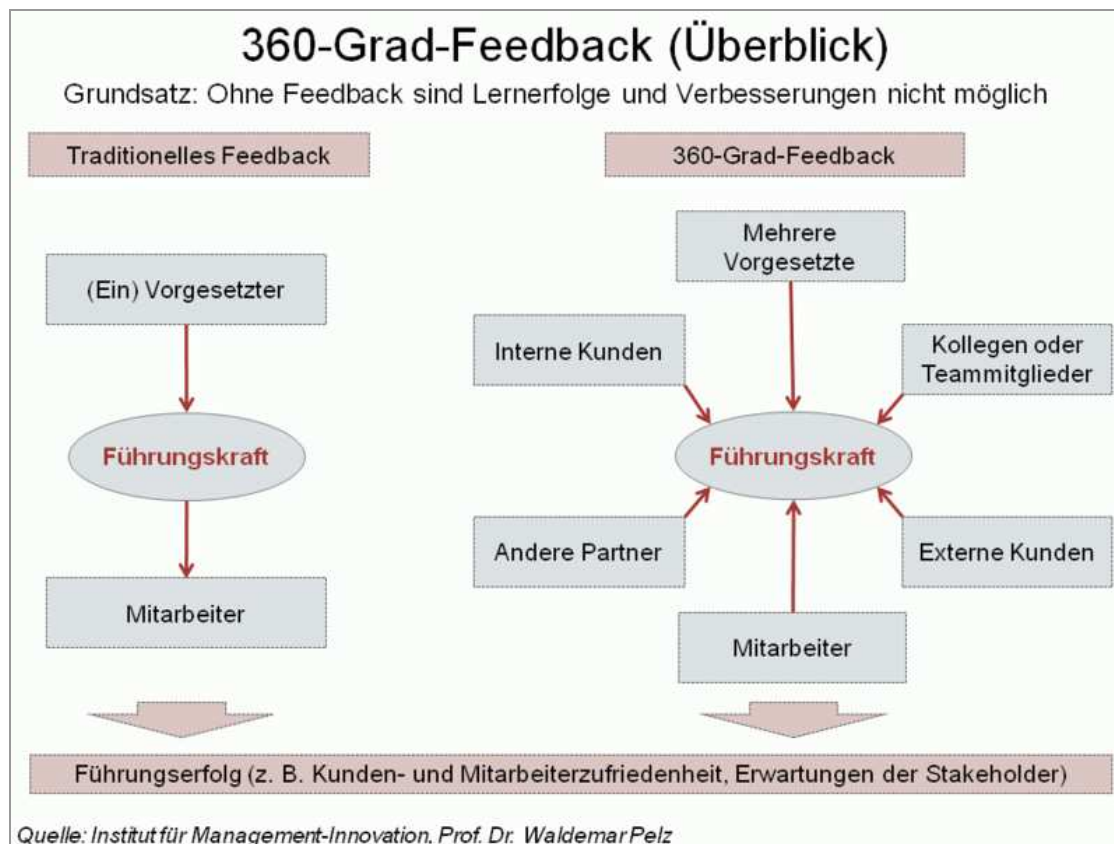 360-Grad-Feedback (Überblick)
Grundsatz: Ohne Feedback sind Lernerfolge und Verbesserungen nicht möglich
Traditionelles Feedback
(Ein) Vorgesetzter
Führungskraft
Mitarbeiter
360-Grad-Feedback
Mehrere
Vorgesetzte
Interne Kunden
Kollegen oder
Teammitglieder
Führungskraft
Andere Partner
Externe Kunden
Mitarbeiter
Führungserfolg (z. B. Kunden- und Mitarbeiterzufriedenheit, Erwartungen der Stakeholder)
Quelle: Institut für Management-Innovation, Prof. Dr. Waldemar Pelz